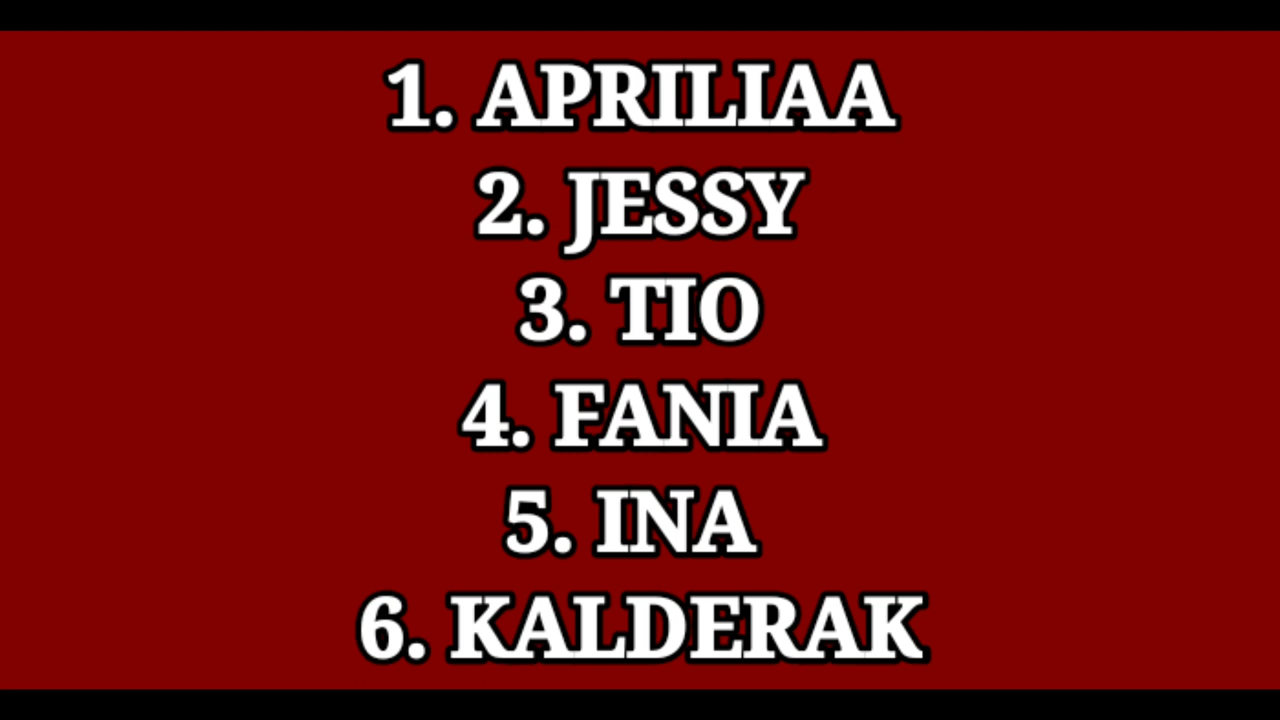 1. APRILIAA
2. JESSY
3. TIO
4. FANIA
5. INA
6. KALDERAK